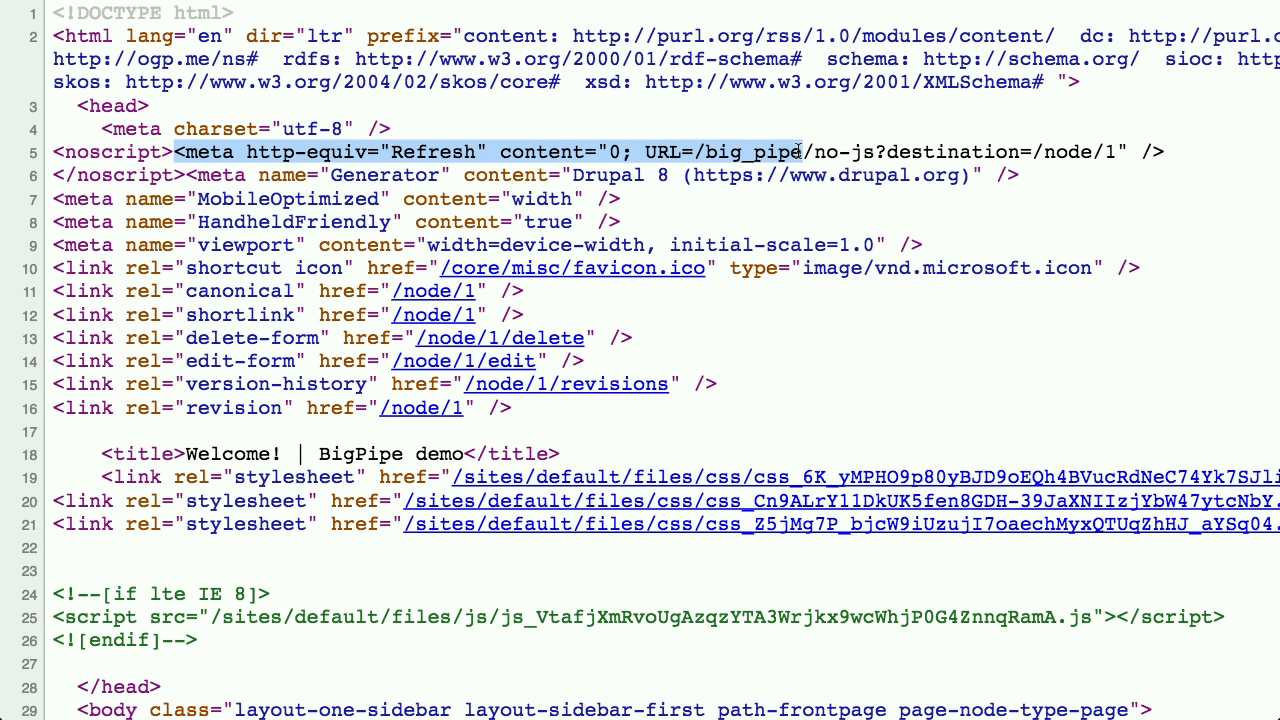 1 <!DOCTYPE html>
2 <html lang="en" dir="ltr" prefix="content: http://purl.org/rss/1.0/modules/content/  dc: http://purl.o
http://ogp.me/ns#  rdfs: http://www.w3.org/2000/01/rdf-schema#  schema: http://schema.org/  sioc: http
skos: http://www.w3.org/2004/02/skos/core#  xsd: http://www.w3.org/2001/XMLSchema# ">
3   <head>
4     <meta charset="utf-8" />
5 <noscript><meta http-equiv="Refresh" content="0; URL=/big_pipe/no-js?destination=/node/1" />
6 </noscript><meta name="Generator" content="Drupal 8 (https://www.drupal.org)" />
7 <meta name="MobileOptimized" content="width" />
8 <meta name="HandheldFriendly" content="true" />
9 <meta name="viewport" content="width=device-width, initial-scale=1.0" />
10 <link rel="shortcut icon" href="/core/misc/favicon.ico" type="image/vnd.microsoft.icon" />
11 <link rel="canonical" href="/node/1" />
12 <link rel="shortlink" href="/node/1" />
13 <link rel="delete-form" href="/node/1/delete" />
14 <link rel="edit-form" href="/node/1/edit" />
15 <link rel="version-history" href="/node/1/revisions" />
16 <link rel="revision" href="/node/1" />
17
18     <title>Welcome! | BigPipe demo</title>
19     <link rel="stylesheet" href="/sites/default/files/css/css_6K_yMPHO9p80yBJD9oEQh4BVucRdNeC74Yk7SJli
20 <link rel="stylesheet" href="/sites/default/files/css/css_Cn9ALrY11DkUK5fen8GDH-39JaXNIIzjYbW47ytcNbY.
21 <link rel="stylesheet" href="/sites/default/files/css/css_Z5jMg7P_bjcW9iUzujI7oaechMyxQTUqZhHJ_aYSq04.
22
23
24 <!--[if lte IE 8]>
25 <script src="/sites/default/files/js/js_VtafjXmRvoUgAzqzYTA3Wrjkx9wcWhjP0G4ZnnqRamA.js"></script>
26 <![endif]-->
27
28   </head>
29   <body class="layout-one-sidebar layout-sidebar-first path-frontpage page-node-type-page">